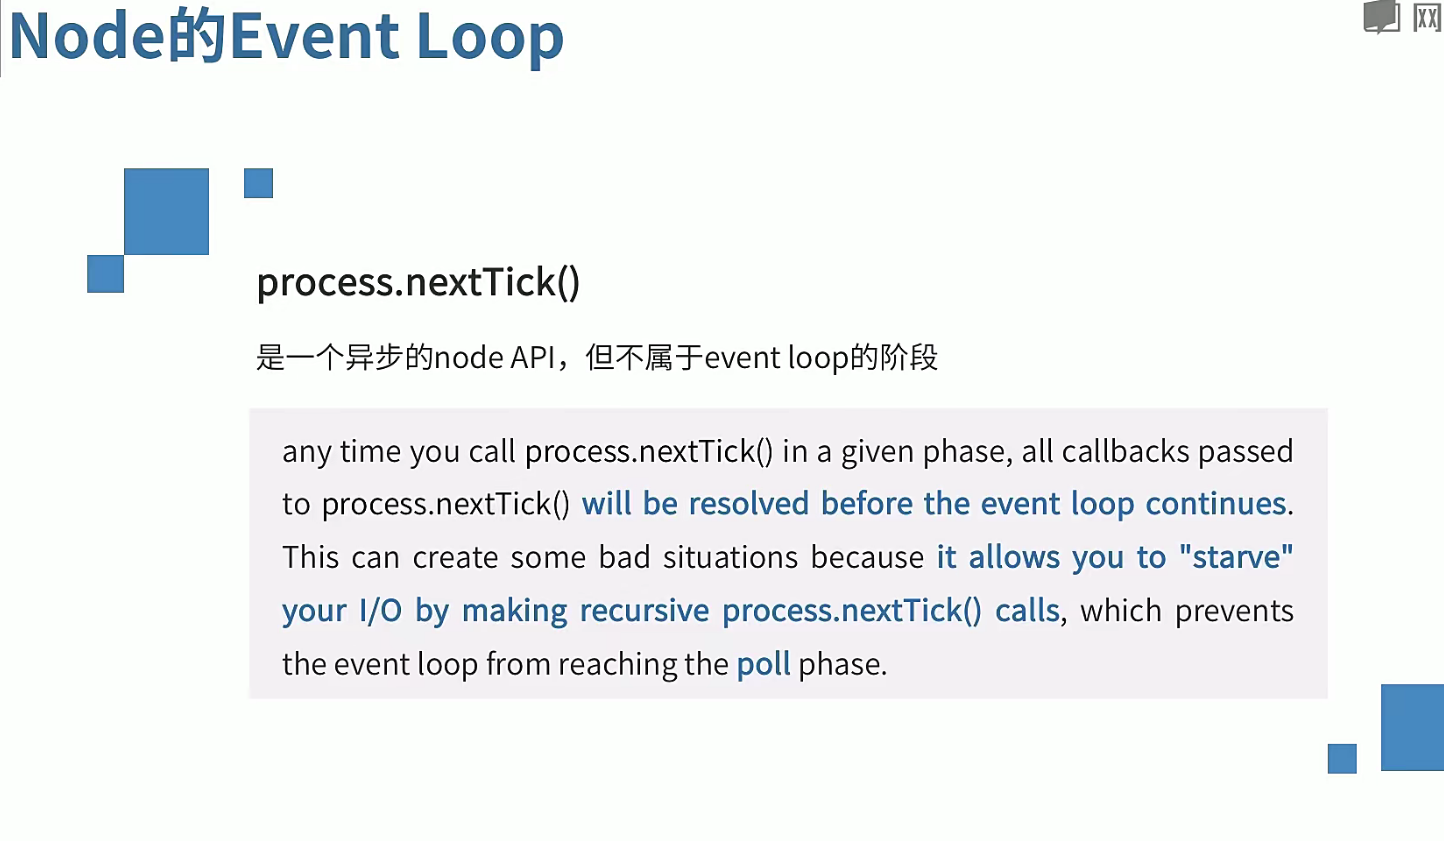 Node的Event Loop
process.nextTick()
是一个异步的node API，但不属于event loop的阶段
any time you call process.nextTick() in a given phase, all callbacks passed
to process.nextTick() will be resolved before the event loop continues.
This can create some bad situations because it allows you to "starve"
your I/O by making recursive process.nextTick() calls, which prevents
the event loop from reaching the poll phase.